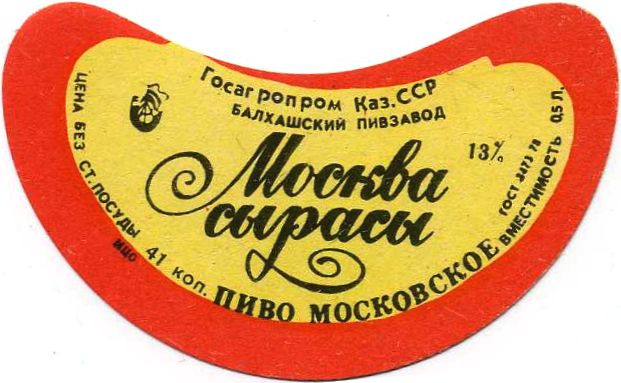 Госагропром Каз.ССР
БАЛХАШСКИЙ ПИВЗАВОД
13%
Москва
сырасы
ПИВО МОСКОВСКОЕ
ЦЕНА БЕЗ СТ. ПОСУДЫ 41 КОП.
ГОСТ 3473 78
ВМЕСТИМОСТЬ 0,5 Л.